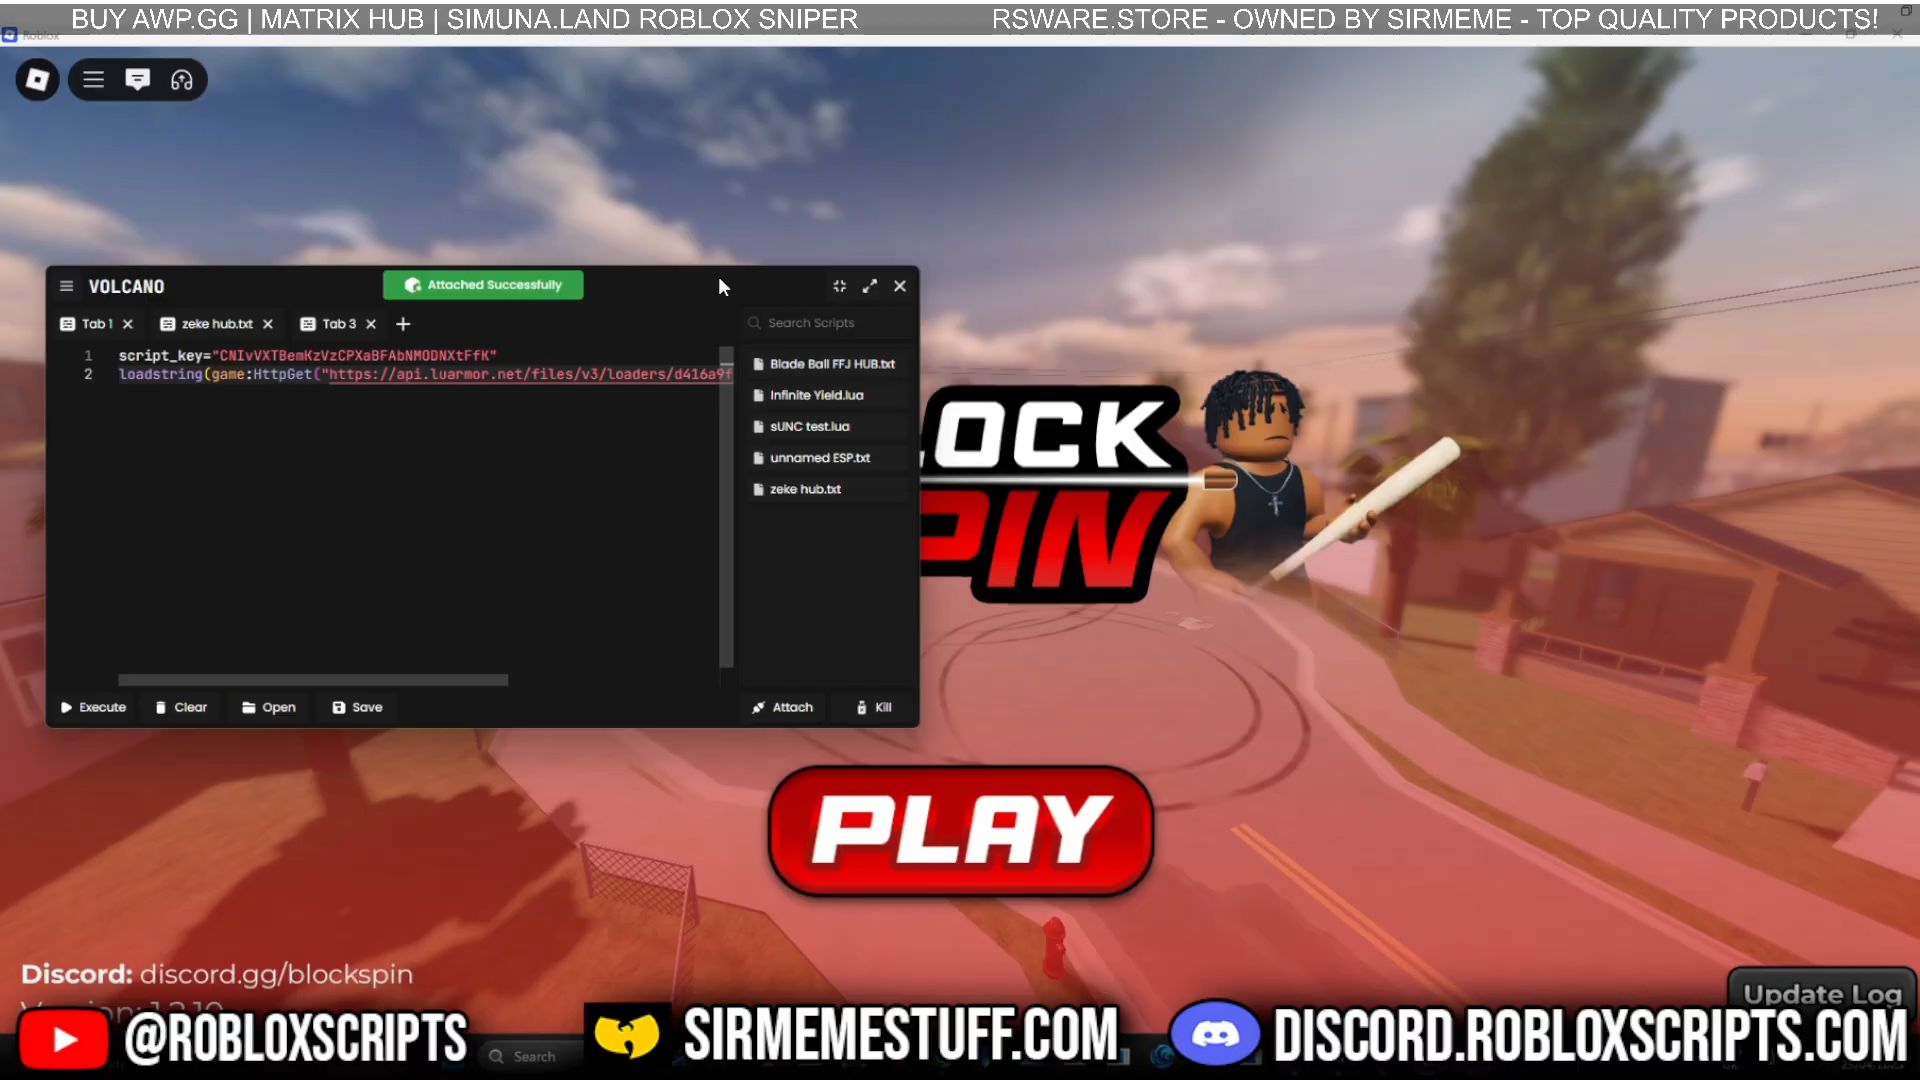 BUY AWP.GG | MATRIX HUB | SIMUNA.LAND ROBLOX SNIPER
RSWARE.STORE - OWNED BY SIRMEME - TOP QUALITY PRODUCTS!
Roblox
VOLCANO
Attached Successfully
Tab 1
zeke hub.txt
Tab 3
Search Scripts
1 script_key="CNIvVXTBemKzVzCPXaBFAbNMODNXtFfK"
2 loadstring(game:HttpGet("https://api.luarmor.net/files/v3/loaders/d416a9f
Blade Ball FFJ HUB.txt
Infinite Yield.lua
sUNC test.lua
unnamed ESP.txt
zeke hub.txt
Execute
Clear
Open
Save
Attach
Kill
LOCK
PIN
PLAY
Discord: discord.gg/blockspin
Update Log
@ROBLOXSCRIPTS
Search
SIRMEMESTUFF.COM
DISCORD.ROBLOXSCRIPTS.COM